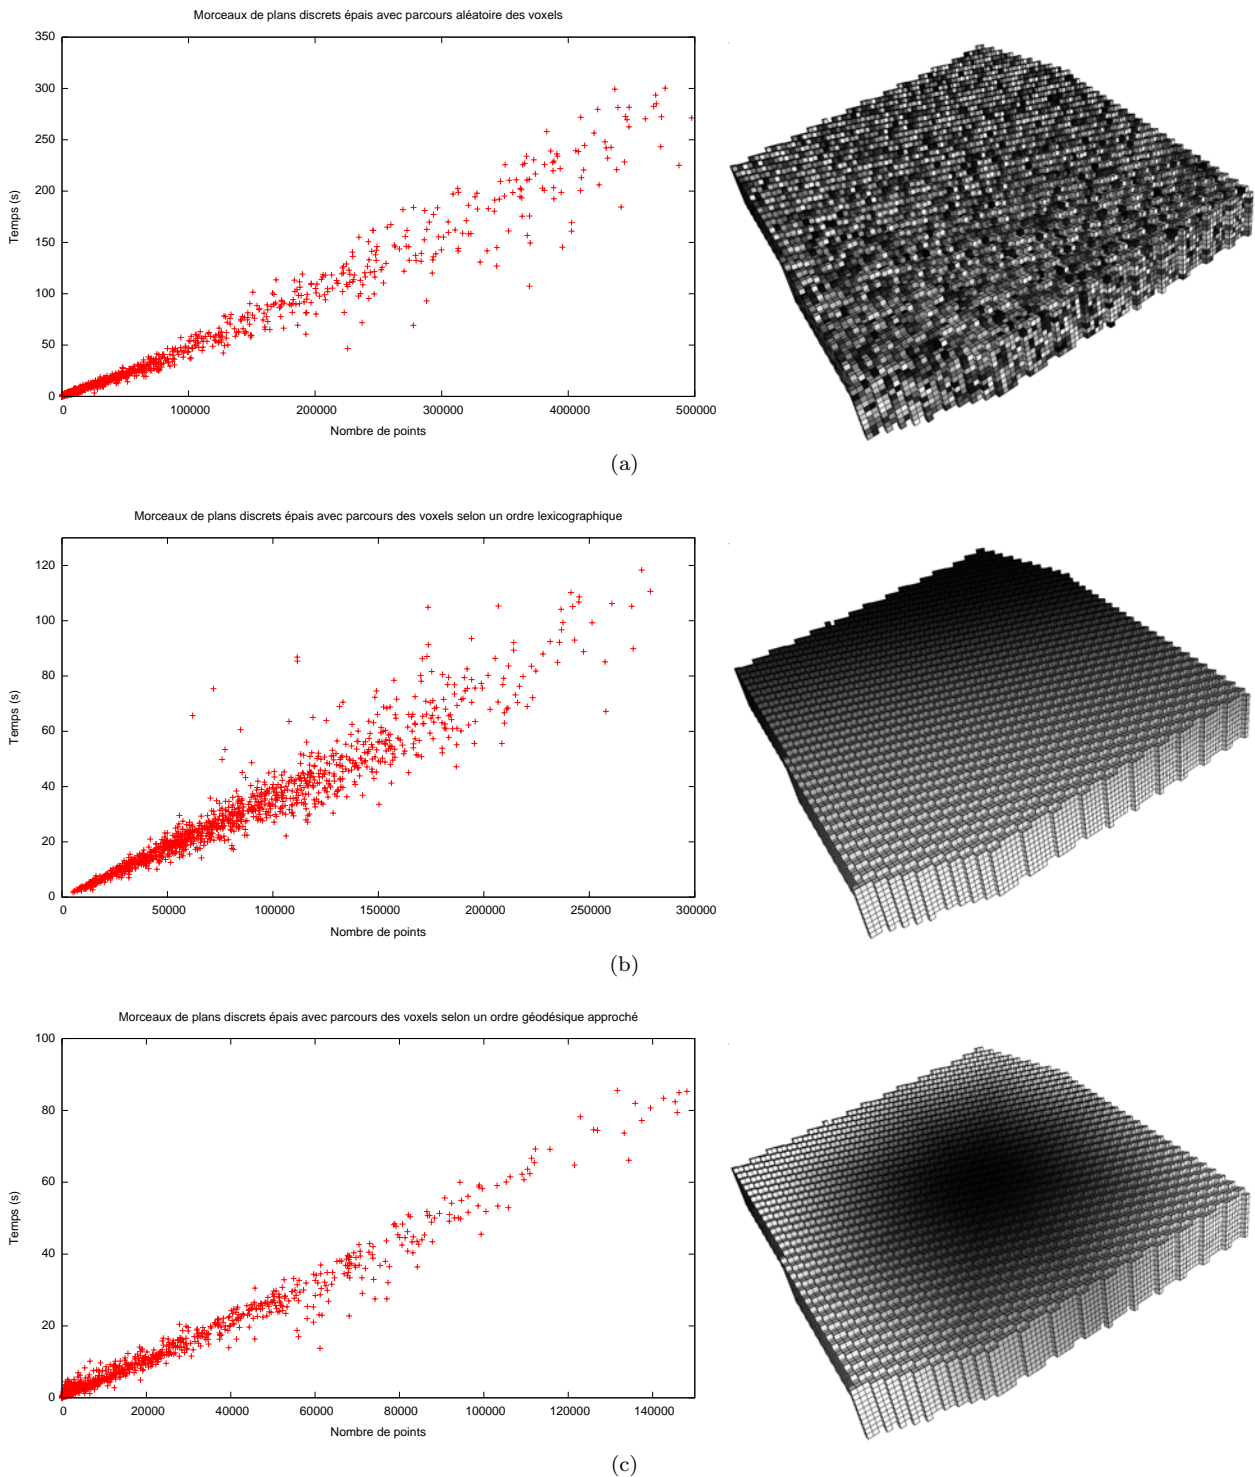 Morceaux de plans discrets épais avec parcours aléatoire des voxels
350
300
250
200
150
100
50
0
Temps (s)
0 100000 200000 300000 400000 500000
Nombre de points
(a)
Morceaux de plans discrets épais avec parcours des voxels selon un ordre lexicographique
120
100
80
60
40
20
0
Temps (s)
0 50000 100000 150000 200000 250000 300000
Nombre de points
(b)
Morceaux de plans discrets épais avec parcours des voxels selon un ordre géodésique approché
100
80
60
40
20
0
Temps (s)
0 20000 40000 60000 80000 100000 120000 140000
Nombre de points
(c)